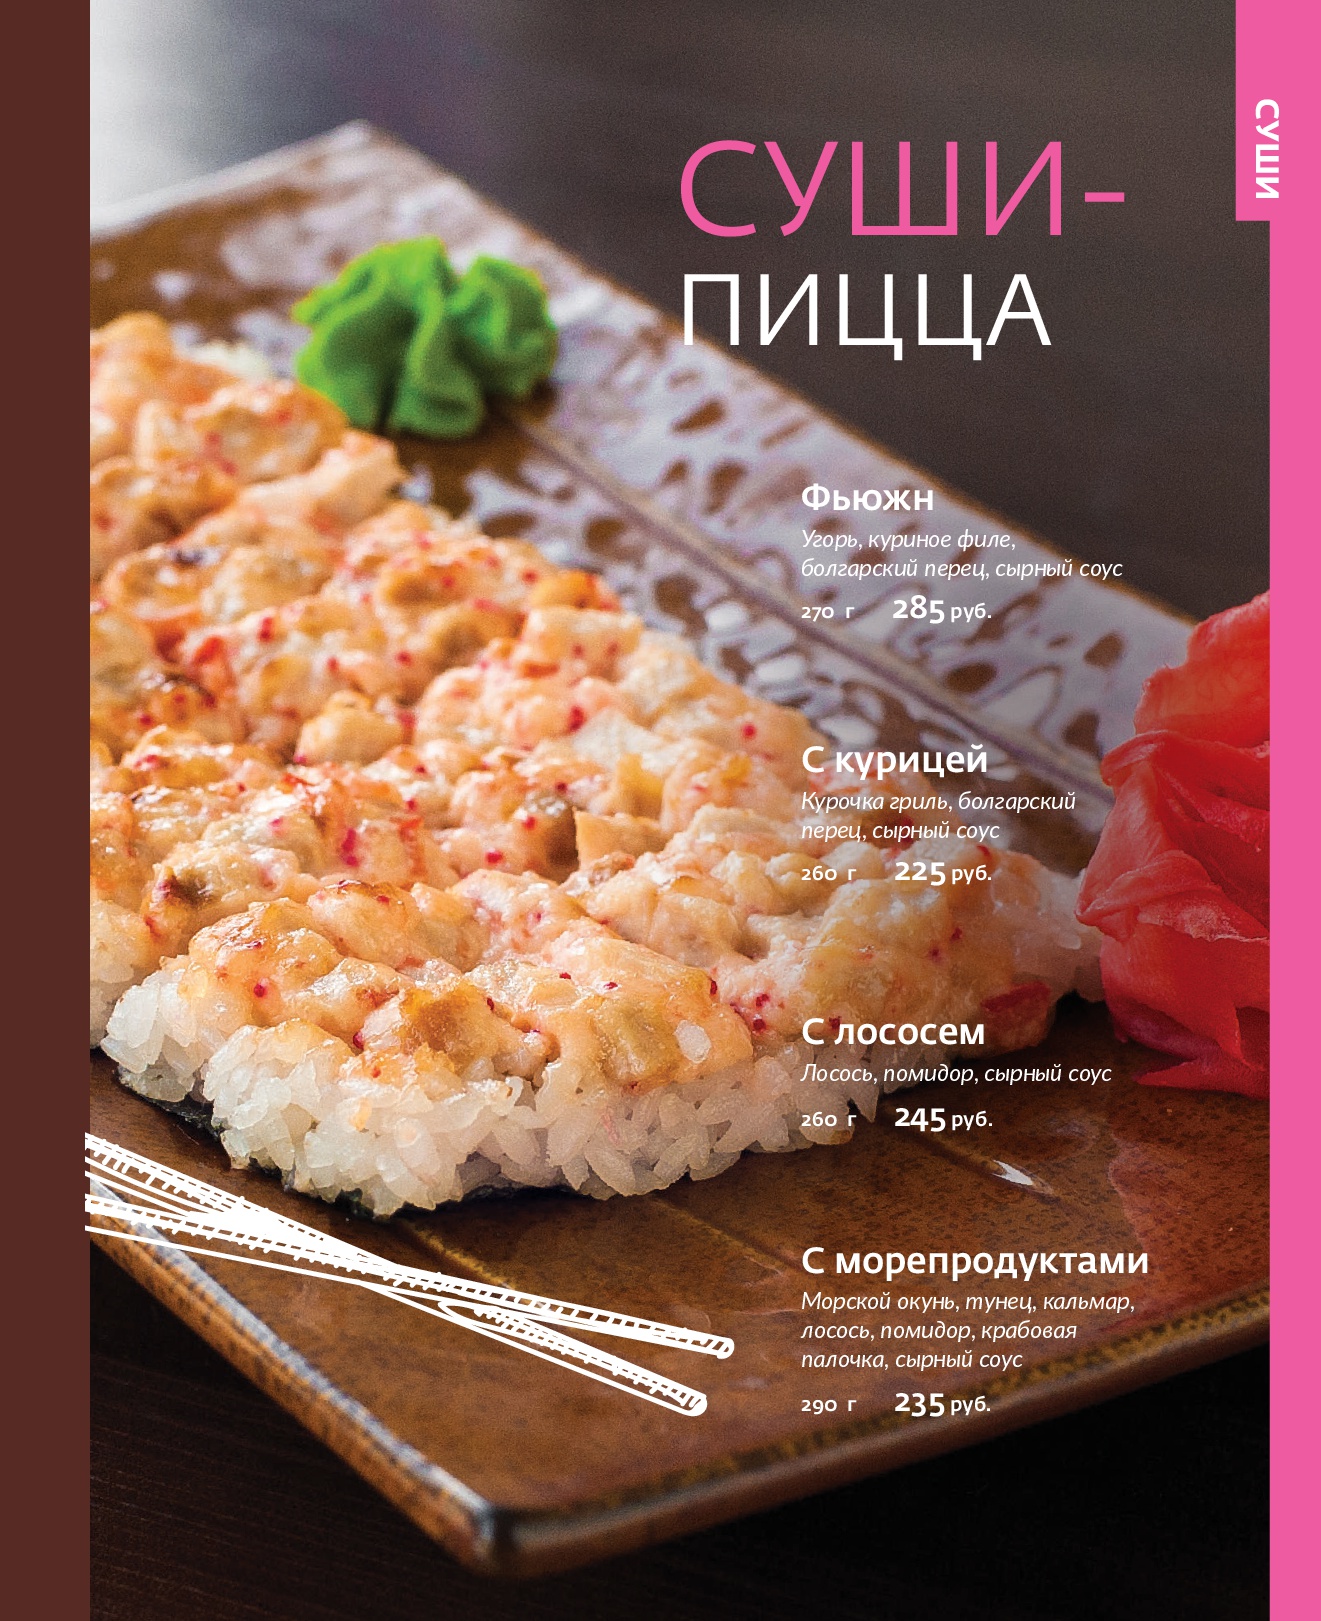 СУШИ
СУШИ-
ПИЦЦА
Фьюжн
Угорь, куриное филе,
болгарский перец, сырный соус
270 г 285 руб.
С курицей
Курочка гриль, болгарский
перец, сырный соус
260 г 225 руб.
С лососем
Лосось, помидор, сырный соус
260 г 245 руб.
С морепродуктами
Морской окунь, тунец, кальмар,
лосось, помидор, крабовая
палочка, сырный соус
290 г 235 руб.